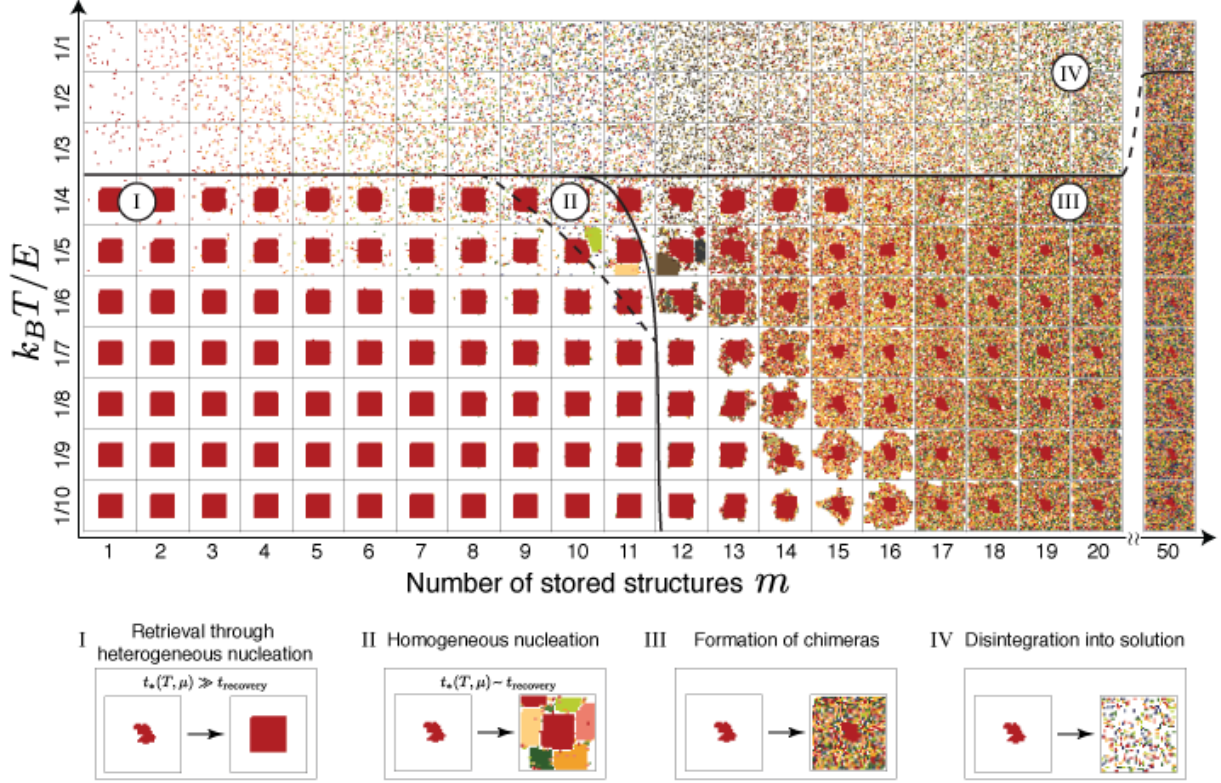 k_BT/E
1/1
1/2
1/3
1/4
1/5
1/6
1/7
1/8
1/9
1/10
IV
I
II
III
1 2 3 4 5 6 7 8 9 10 11 12 13 14 15 16 17 18 19 20 50
Number of stored structures m
I Retrieval through
heterogeneous nucleation
t_*(T, μ) ≫ t_recovery
II Homogeneous nucleation
t_*(T, μ) ~ t_recovery
III Formation of chimeras
IV Disintegration into solution